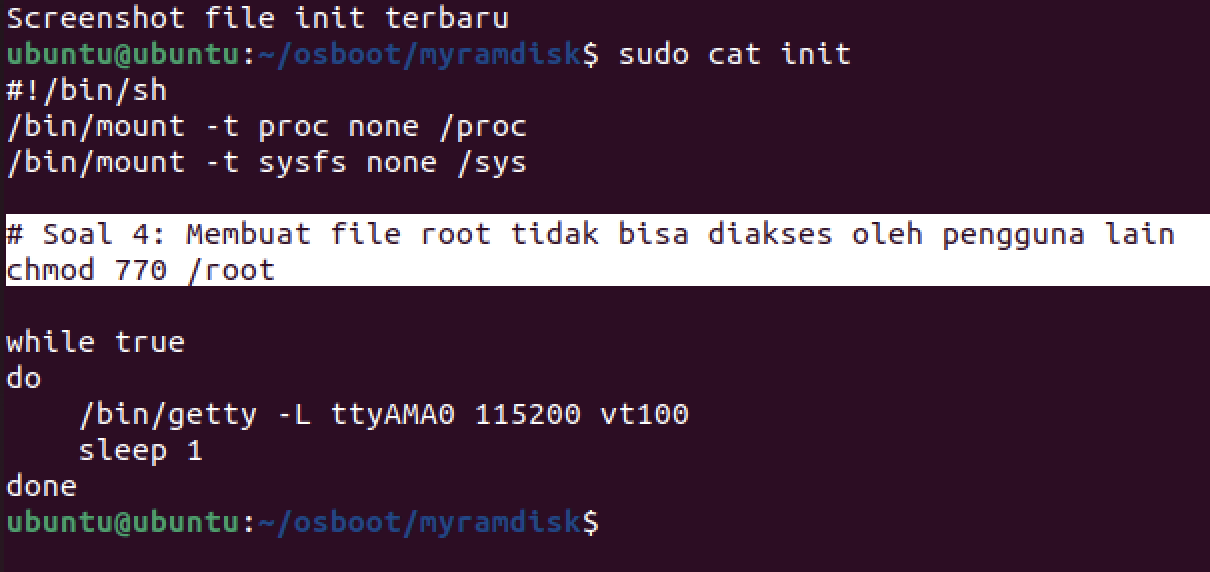 Screenshot file init terbaru
ubuntu@ubuntu:~/osboot/myramdisk$ sudo cat init
#!/bin/sh
/bin/mount -t proc none /proc
/bin/mount -t sysfs none /sys
# Soal 4: Membuat file root tidak bisa diakses oleh pengguna lain
chmod 770 /root
while true
do
    /bin/getty -L ttyAMA0 115200 vt100
    sleep 1
done
ubuntu@ubuntu:~/osboot/myramdisk$